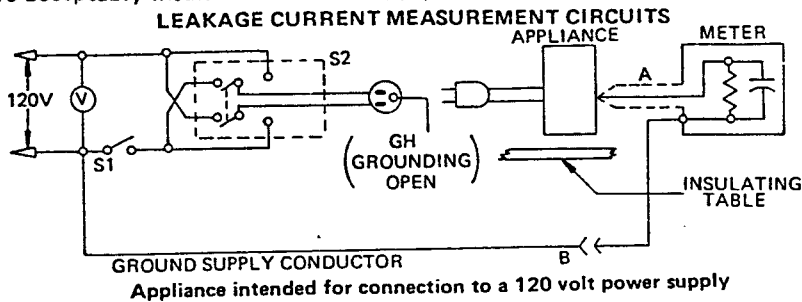 LEAKAGE CURRENT MEASUREMENT CIRCUITS
APPLIANCE
METER
S2
A
120V
V
S1
GH
(GROUNDING
OPEN)
INSULATING
TABLE
GROUND SUPPLY CONDUCTOR
B
Appliance intended for connection to a 120 volt power supply